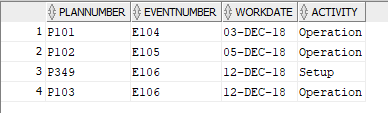 PLANNUMBER EVENTNUMBER WORKDATE ACTIVITY
1 P101 E104 03-DEC-18 Operation
2 P102 E105 05-DEC-18 Operation
3 P349 E106 12-DEC-18 Setup
4 P103 E106 12-DEC-18 Operation